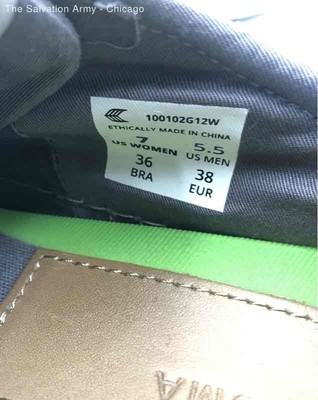 The Salvation Army - Chicago
100102G12W
ETHICALLY MADE IN CHINA
7 5.5
US WOMEN US MEN
36 38
BRA EUR
OMA